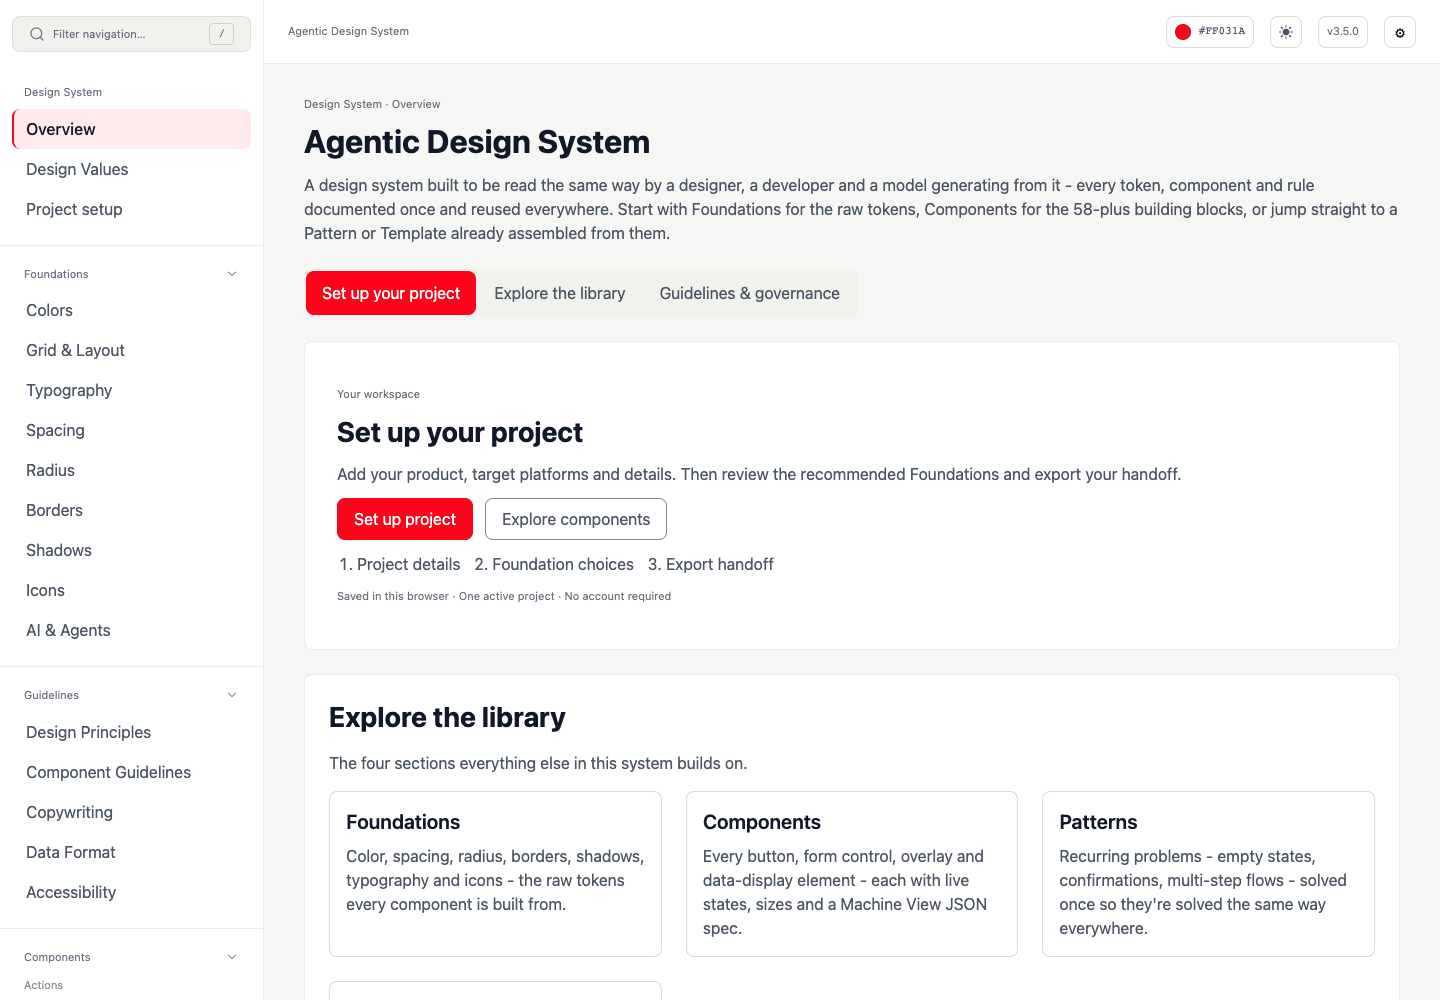 Filter navigation...
/
Design System
Overview
Design Values
Project setup
Foundations
Colors
Grid & Layout
Typography
Spacing
Radius
Borders
Shadows
Icons
AI & Agents
Guidelines
Design Principles
Component Guidelines
Copywriting
Data Format
Accessibility
Components
Actions
Agentic Design System
#FF031A
v3.5.0
Design System · Overview
Agentic Design System
A design system built to be read the same way by a designer, a developer and a model generating from it - every token, component and rule
documented once and reused everywhere. Start with Foundations for the raw tokens, Components for the 58-plus building blocks, or jump straight to a
Pattern or Template already assembled from them.
Set up your project
Explore the library
Guidelines & governance
Your workspace
Set up your project
Add your product, target platforms and details. Then review the recommended Foundations and export your handoff.
Set up project
Explore components
1. Project details 2. Foundation choices 3. Export handoff
Saved in this browser · One active project · No account required
Explore the library
The four sections everything else in this system builds on.
Foundations
Color, spacing, radius, borders, shadows,
typography and icons - the raw tokens
every component is built from.
Components
Every button, form control, overlay and
data-display element - each with live
states, sizes and a Machine View JSON
spec.
Patterns
Recurring problems - empty states,
confirmations, multi-step flows - solved
once so they're solved the same way
everywhere.